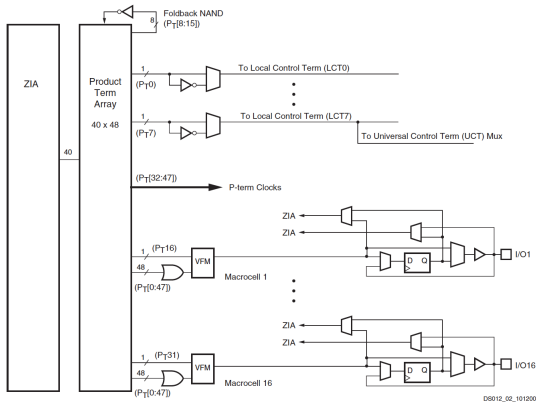 Foldback NAND
(PT[8:15])
8
ZIA
Product
Term
Array
40 x 48
40
1
(PT0)
To Local Control Term (LCT0)
1
(PT7)
To Local Control Term (LCT7)
To Universal Control Term (UCT) Mux
(PT[32:47])
P-term Clocks
ZIA
ZIA
1
(PT16)
48
(PT[0:47])
VFM
Macrocell 1
D Q
I/O1
ZIA
ZIA
1
(PT31)
48
(PT[0:47])
VFM
Macrocell 16
D Q
I/O16
DS012_02_101200